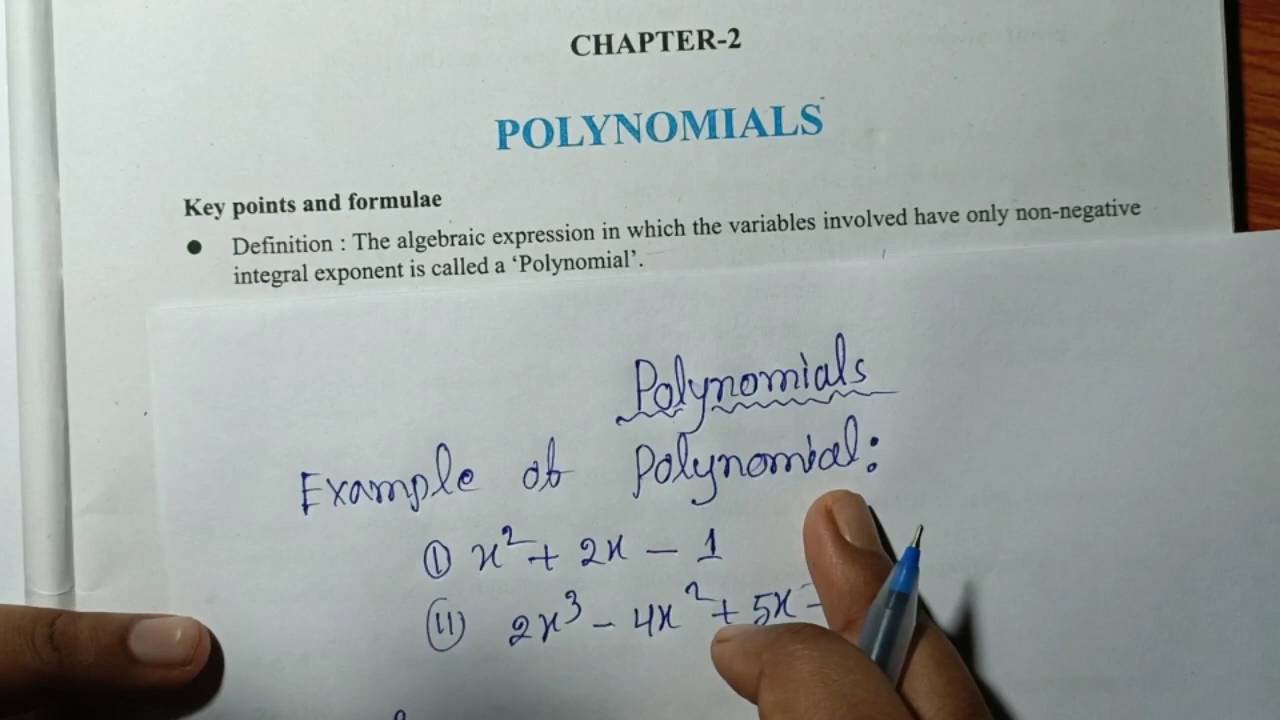 CHAPTER-2
POLYNOMIALS
Key points and formulae
● Definition : The algebraic expression in which the variables involved have only non-negative
integral exponent is called a ‘Polynomial’.
Polynomials
Example of Polynomial:
(I) x² + 2x - 1
(II) 2x³ - 4x² + 5x -